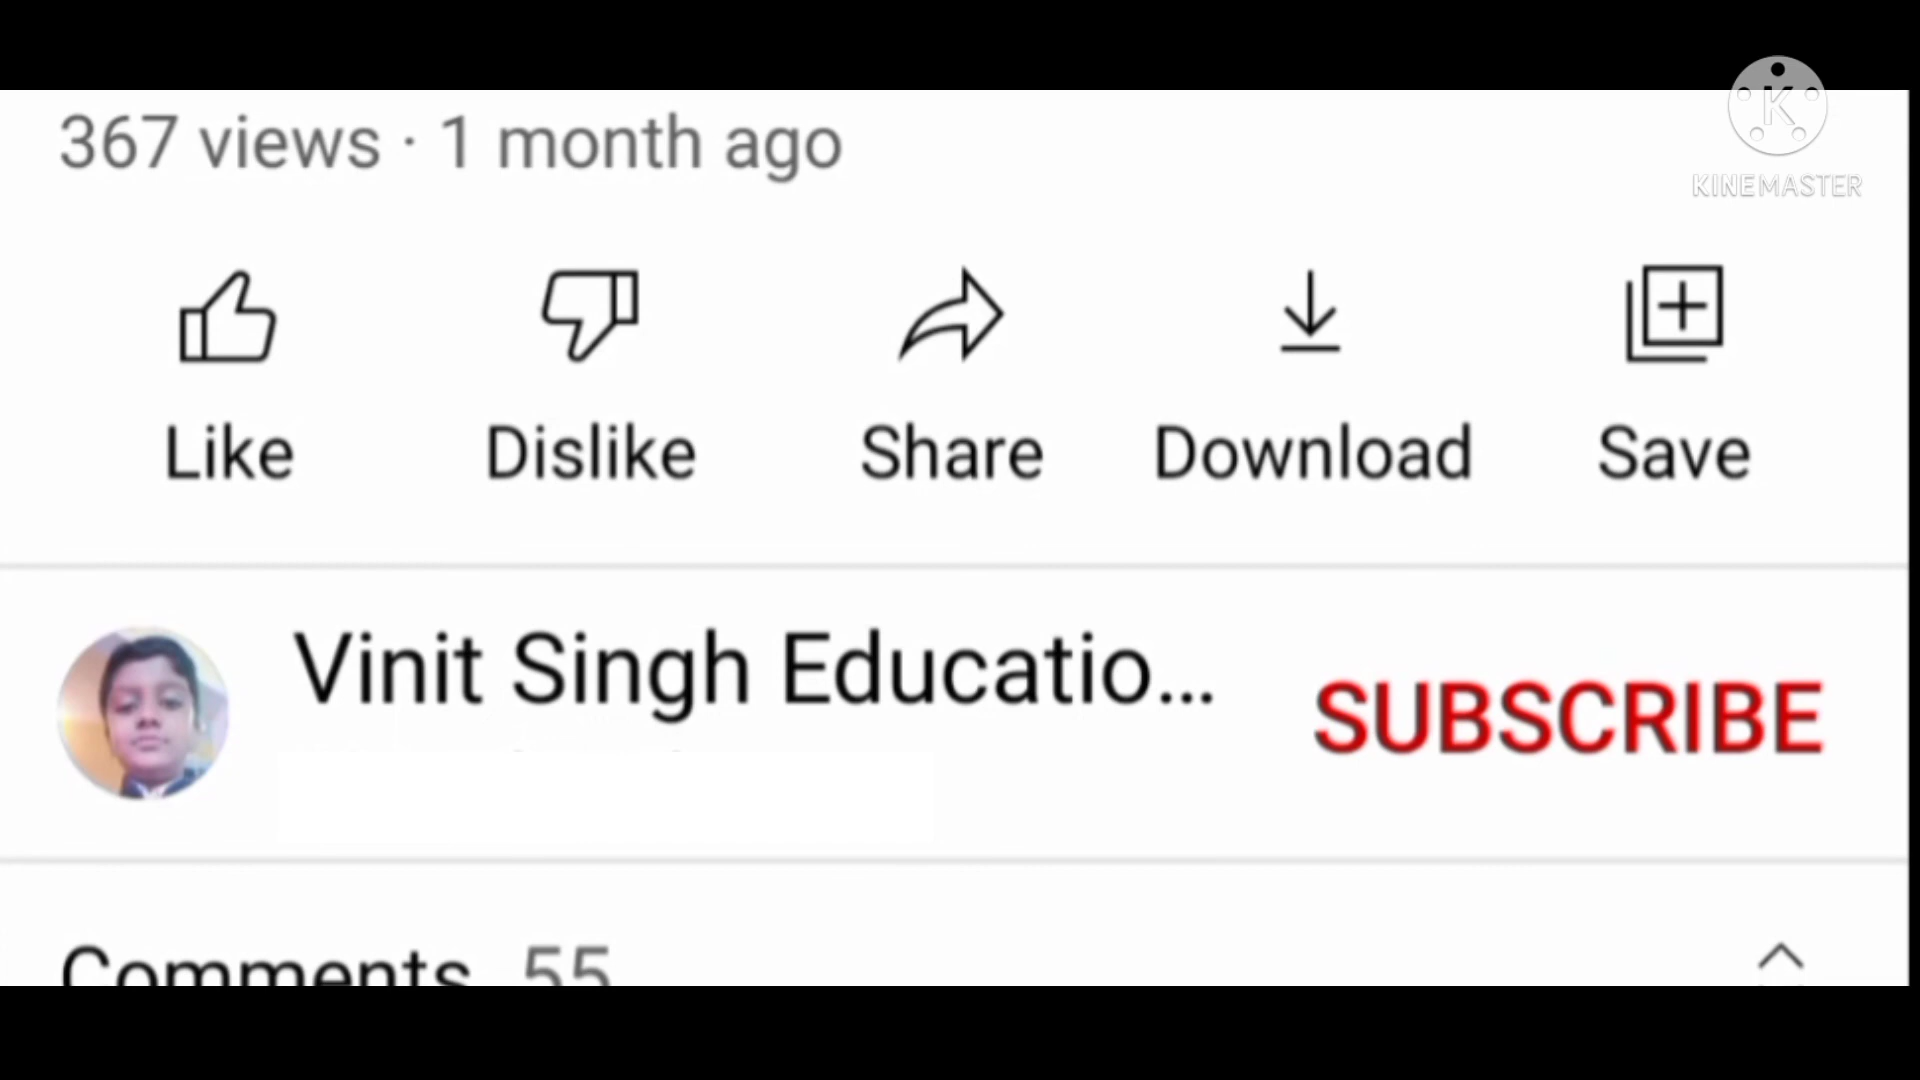 367 views · 1 month ago
K
KINEMASTER
Like Dislike Share Download Save
Vinit Singh Educatio...
SUBSCRIBE
Comments 55